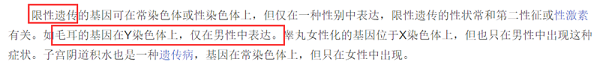 限性遗传的基因可在常染色体或性染色体上，但仅在一种性别中表达，限性遗传的性状常和第二性征或性激素
有关。如毛耳的基因在Y染色体上，仅在男性中表达。睾丸女性化的基因位于X染色体上，但也只在男性中出现这种
症状。子宫阴道积水也是一种遗传病，基因在常染色体上，但只在女性中出现。